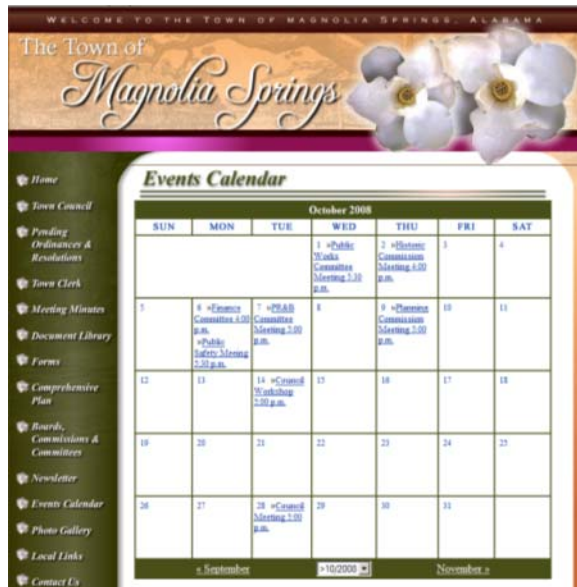 WELCOME TO THE TOWN OF MAGNOLIA SPRINGS, ALABAMA
The Town of
Magnolia Springs
Home
Town Council
Pending
Ordinances &
Resolutions
Town Clerk
Meeting Minutes
Document Library
Forms
Comprehensive
Plan
Boards,
Commissions &
Committees
Newsletter
Events Calendar
Photo Gallery
Local Links
Contact Us
Events Calendar
October 2008
SUN MON TUE WED THU FRI SAT
1 »Public
Works
Committee
Meeting 5:30
p.m.
2 »Historic
Commission
Meeting 4:00
p.m.
3
4
5
6 »Finance
Committee 4:00
p.m.
»Public
Safety Meeing
5:30 p.m.
7 »PR&B
Committee
Meeting 5:00
p.m.
8
9 »Planning
Commission
Meeting 5:00
p.m.
10
11
12
13
14 »Council
Workshop
5:00 p.m.
15
16
17
18
19
20
21
22
23
24
25
26
27
28 »Council
Meeting 5:00
p.m.
29
30
31
« September >10/2008 November »